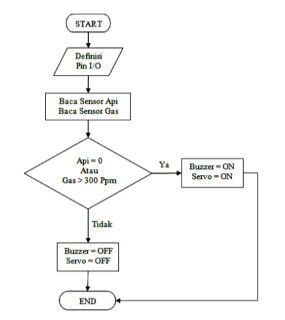 START
Definisi
Pin I/O
Baca Sensor Api
Baca Sensor Gas
Api = 0
Atau
Gas > 300 Ppm
Ya
Buzzer = ON
Servo = ON
Tidak
Buzzer = OFF
Servo = OFF
END